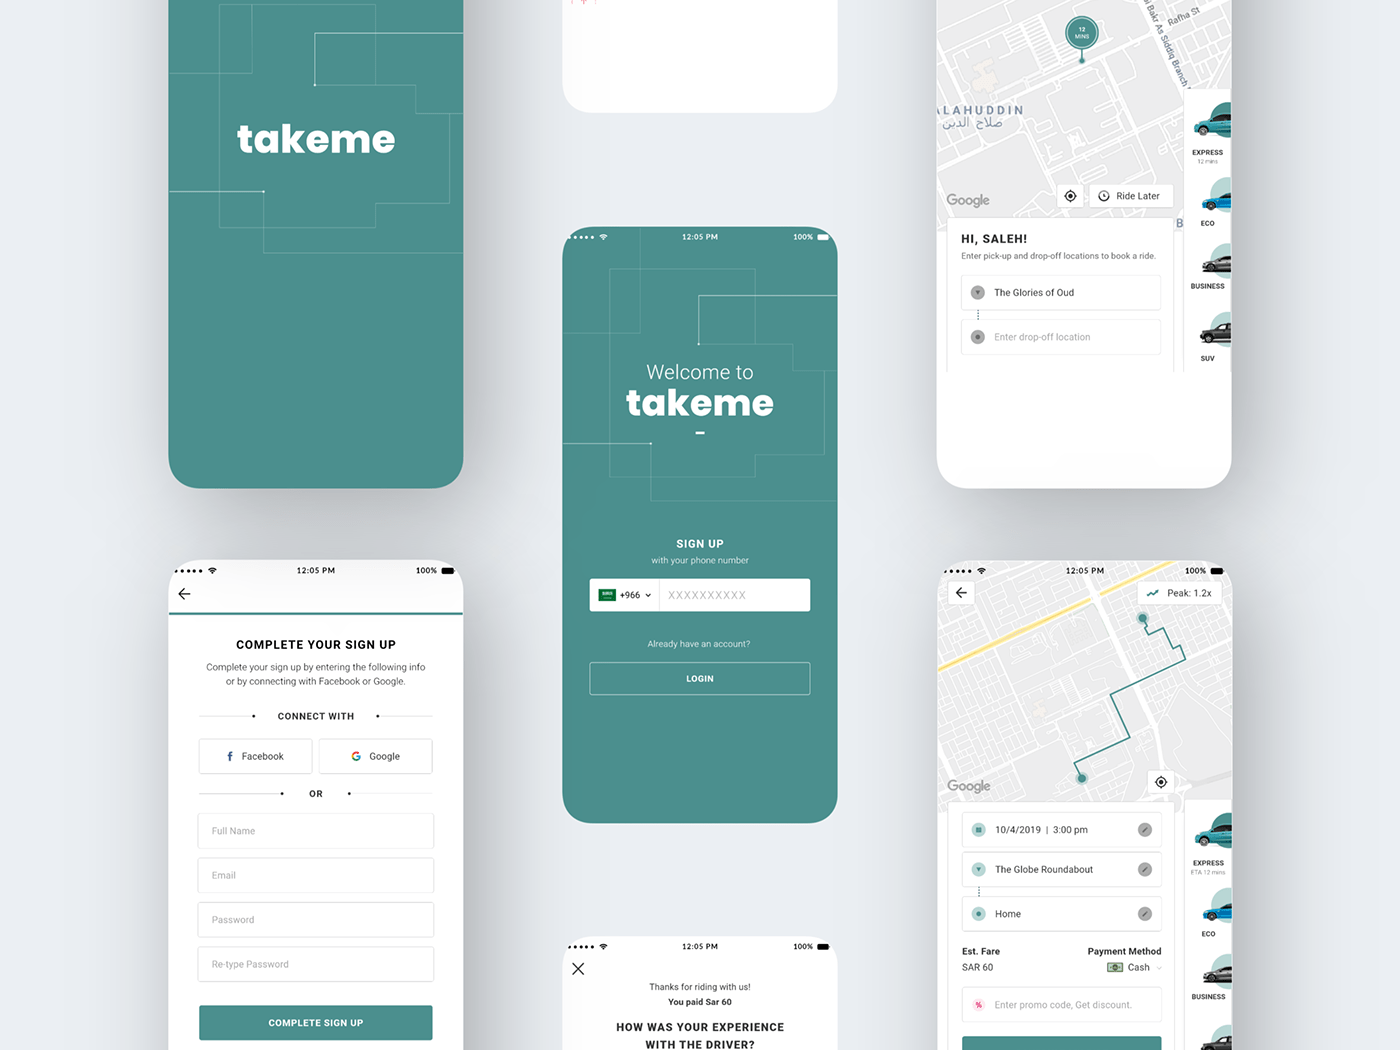 takeme
12:05 PM
100%
COMPLETE YOUR SIGN UP
Complete your sign up by entering the following info
or by connecting with Facebook or Google.
CONNECT WITH
Facebook
Google
OR
Full Name
Email
Password
Re-type Password
COMPLETE SIGN UP
12:05 PM
100%
Welcome to
takeme
SIGN UP
with your phone number
+966
XXXXXXXXXX
Already have an account?
LOGIN
12:05 PM
100%
Thanks for riding with us!
You paid Sar 60
HOW WAS YOUR EXPERIENCE
WITH THE DRIVER?
Rafha St
Bakr As Siddiq Branch
12
MINS
ALAHUDDIN
صلاح الدين
Google
Ride Later
B
HI, SALEH!
Enter pick-up and drop-off locations to book a ride.
The Glories of Oud
Enter drop-off location
EXPRESS
12 mins
ECO
BUSINESS
SUV
12:05 PM
100%
Peak: 1.2x
Google
10/4/2019 | 3:00 pm
The Globe Roundabout
Home
Est. Fare
Payment Method
SAR 60
Cash
Enter promo code, Get discount.
EXPRESS
ETA 12 mins
ECO
BUSINESS